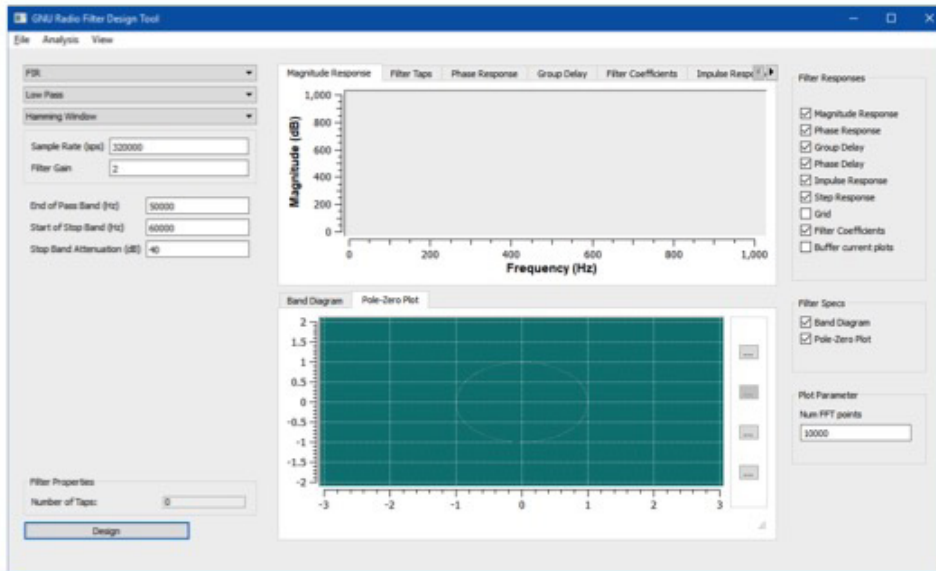 GNU Radio Filter Design Tool
File Analysis View
FIR
Low Pass
Hamming Window
Sample Rate (sps) 320000
Filter Gain 2
End of Pass Band (Hz) 50000
Start of Stop Band (Hz) 60000
Stop Band Attenuation (dB) 40
Filter Properties
Number of Taps: 0
Design
Magnitude Response Filter Taps Phase Response Group Delay Filter Coefficients Impulse
Magnitude (dB)
1,000
800
600
400
200
0
0 200 400 600 800 1,000
Frequency (Hz)
Band Diagram Pole-Zero Plot
2
1.5
1
0.5
0
-0.5
-1
-1.5
-2
-3 -2 -1 0 1 2 3
...
...
...
...
Filter Responses
Magnitude Response
Phase Response
Group Delay
Phase Delay
Impulse Response
Step Response
Grid
Filter Coefficients
Buffer current plots
Filter Specs
Band Diagram
Pole-Zero Plot
Plot Parameter
Num FFT points
10000